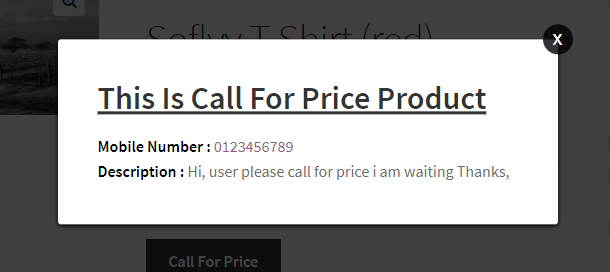 Soflyy T-Shirt (red)
X
This Is Call For Price Product
Mobile Number : 0123456789
Description : Hi, user please call for price i am waiting Thanks,
Call For Price